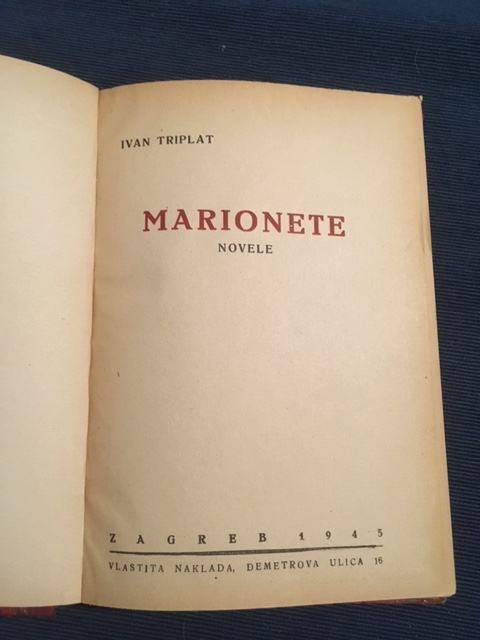 IVAN TRIPLAT
MARIONETE
NOVELE
ZAGREB 1945
VLASTITA NAKLADA, DEMETROVA ULICA 16